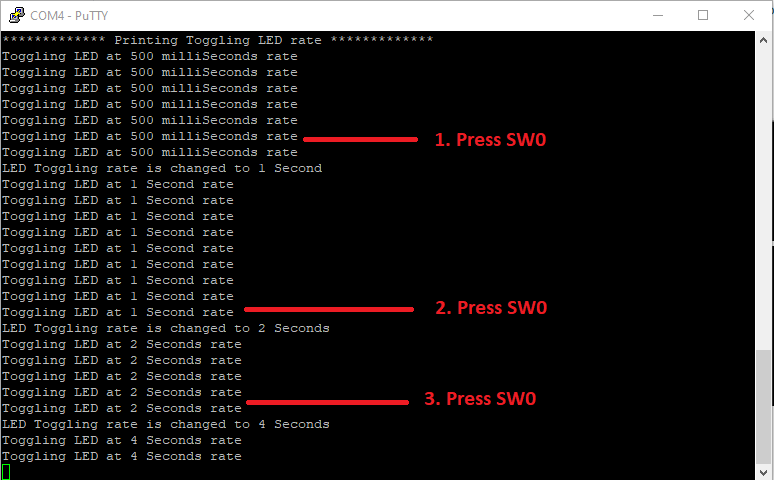 COM4 - PuTTY
************* Printing Toggling LED rate *************
Toggling LED at 500 milliSeconds rate
Toggling LED at 500 milliSeconds rate
Toggling LED at 500 milliSeconds rate
Toggling LED at 500 milliSeconds rate
Toggling LED at 500 milliSeconds rate
Toggling LED at 500 milliSeconds rate
Toggling LED at 500 milliSeconds rate
1. Press SW0
LED Toggling rate is changed to 1 Second
Toggling LED at 1 Second rate
Toggling LED at 1 Second rate
Toggling LED at 1 Second rate
Toggling LED at 1 Second rate
Toggling LED at 1 Second rate
Toggling LED at 1 Second rate
Toggling LED at 1 Second rate
Toggling LED at 1 Second rate
Toggling LED at 1 Second rate
2. Press SW0
LED Toggling rate is changed to 2 Seconds
Toggling LED at 2 Seconds rate
Toggling LED at 2 Seconds rate
Toggling LED at 2 Seconds rate
Toggling LED at 2 Seconds rate
Toggling LED at 2 Seconds rate
3. Press SW0
LED Toggling rate is changed to 4 Seconds
Toggling LED at 4 Seconds rate
Toggling LED at 4 Seconds rate